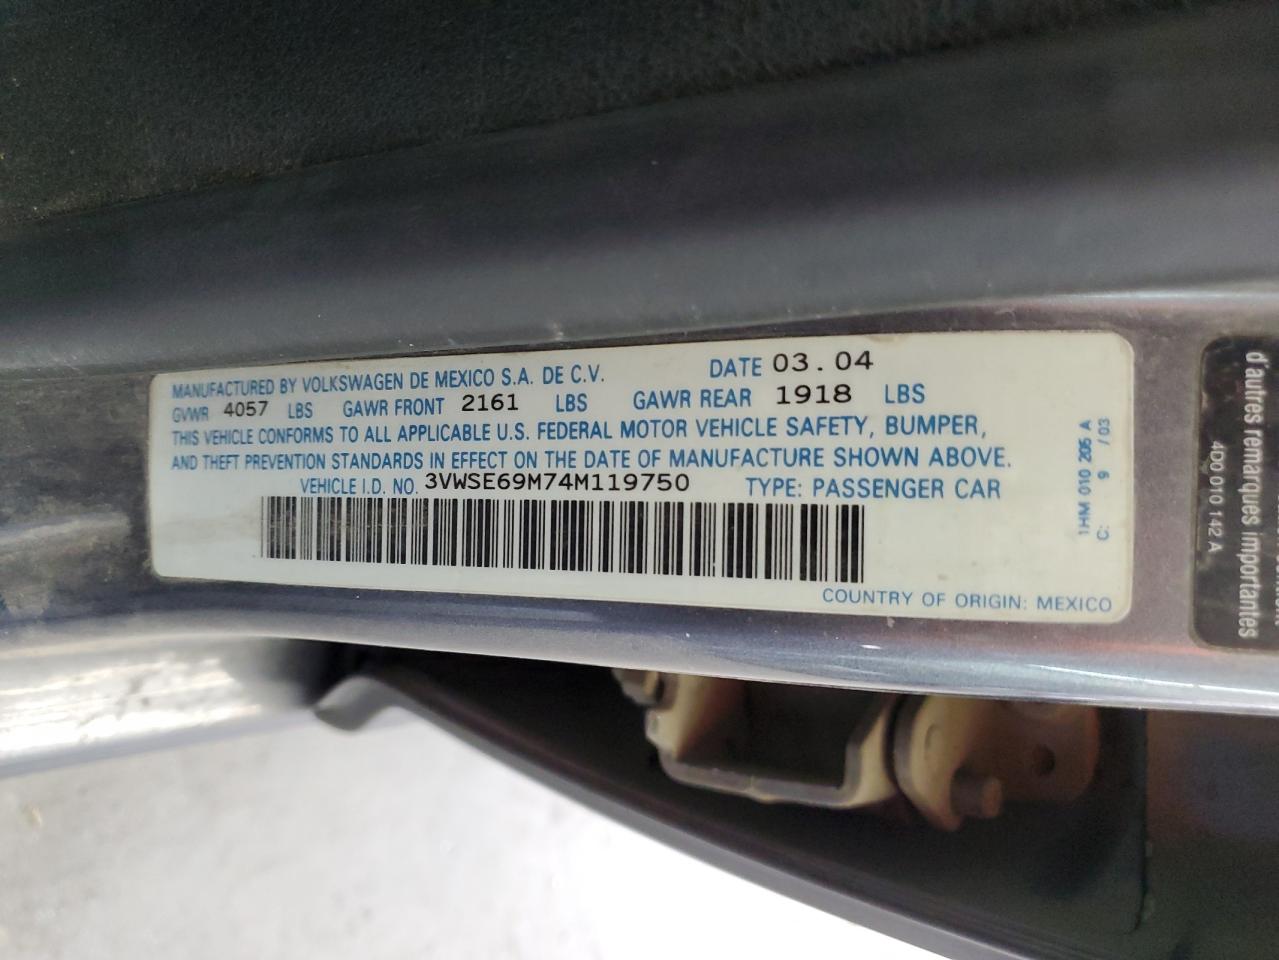 MANUFACTURED BY VOLKSWAGEN DE MEXICO S.A. DE C.V. DATE 03.04
GVWR 4057 LBS GAWR FRONT 2161 LBS GAWR REAR 1918 LBS
THIS VEHICLE CONFORMS TO ALL APPLICABLE U.S. FEDERAL MOTOR VEHICLE SAFETY, BUMPER,
AND THEFT PREVENTION STANDARDS IN EFFECT ON THE DATE OF MANUFACTURE SHOWN ABOVE.
VEHICLE I.D. NO. 3VWSE69M74M119750 TYPE: PASSENGER CAR
COUNTRY OF ORIGIN: MEXICO
1HM 010 205 A
C: 9 / 03
d'autres remarques importantes
4D0 010 142 A